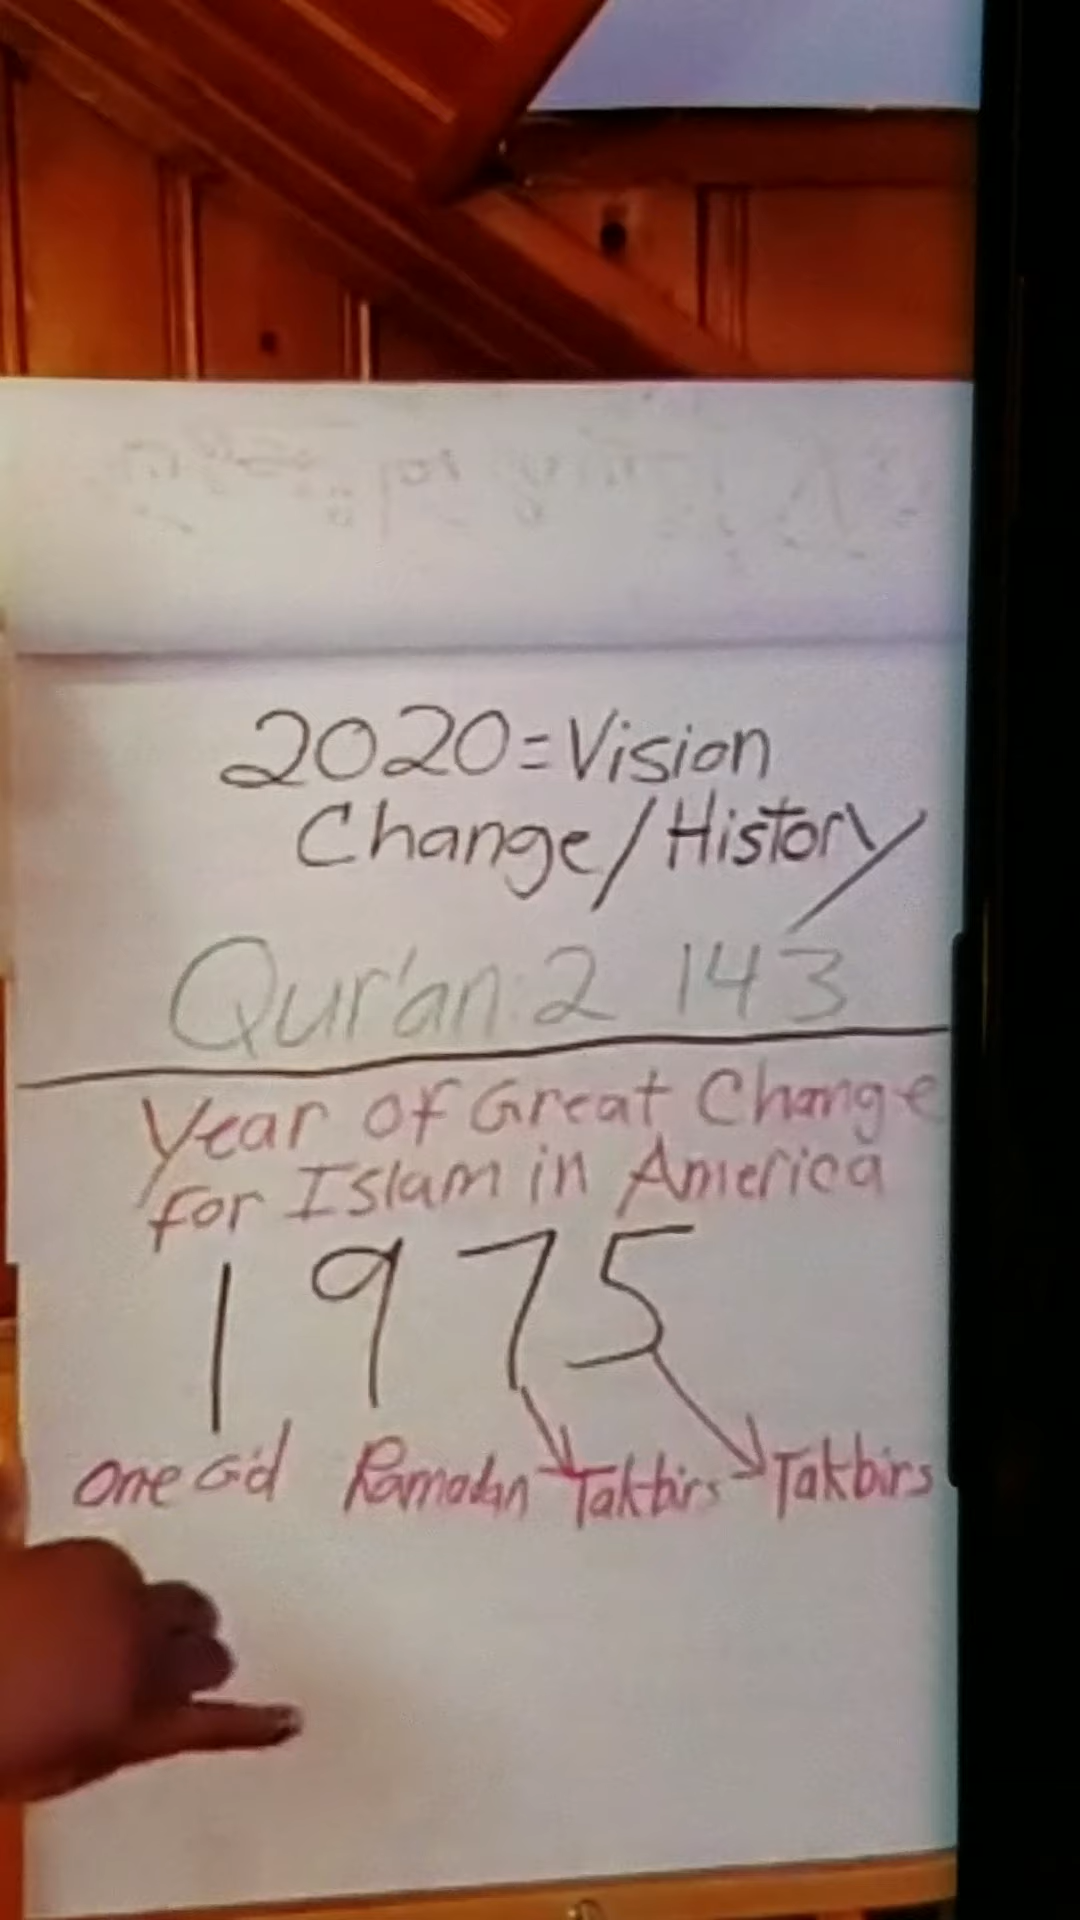 2020=Vision
Change/History
Qur'an:2 143
Year of Great Change
for Islam in America
1975
One Gid Ramadan Takbirs Takbirs